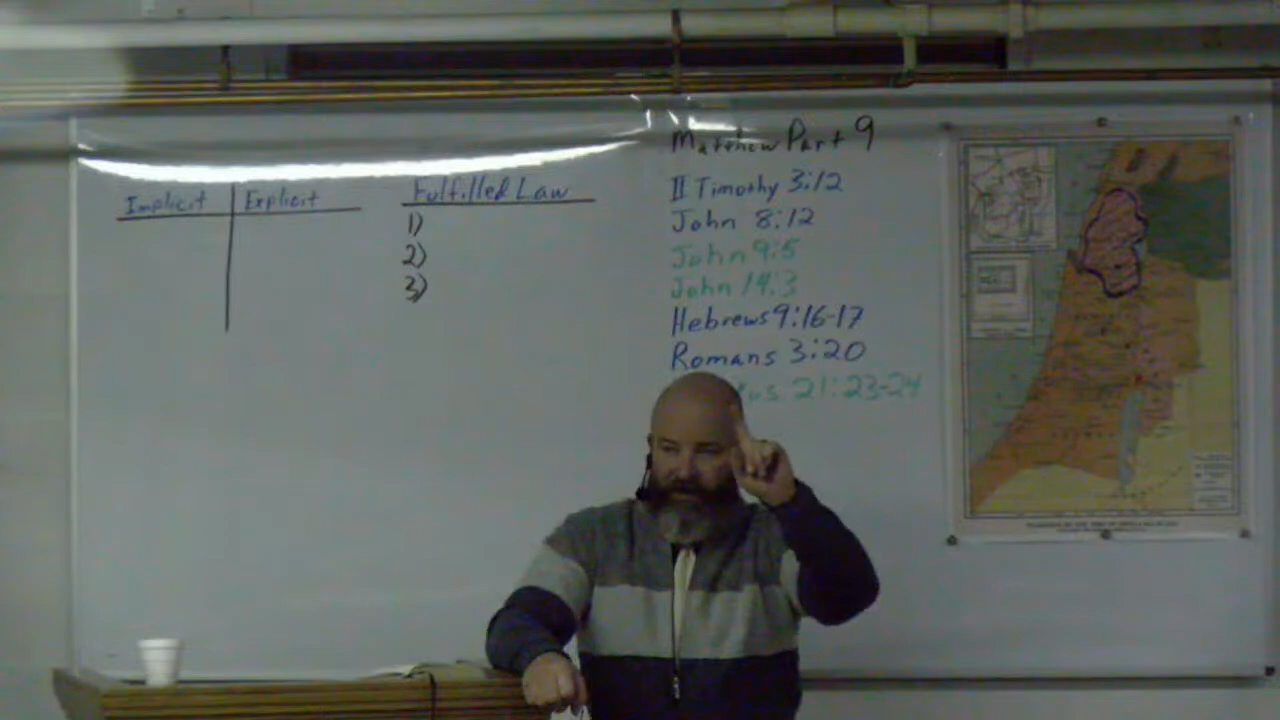 Implicit Explicit
Fulfilled Law
1)
2)
3)
Matthew Part 9
II Timothy 3:12
John 8:12
John 9:5
John 14:3
Hebrews 9:16-17
Romans 3:20
21:23-24